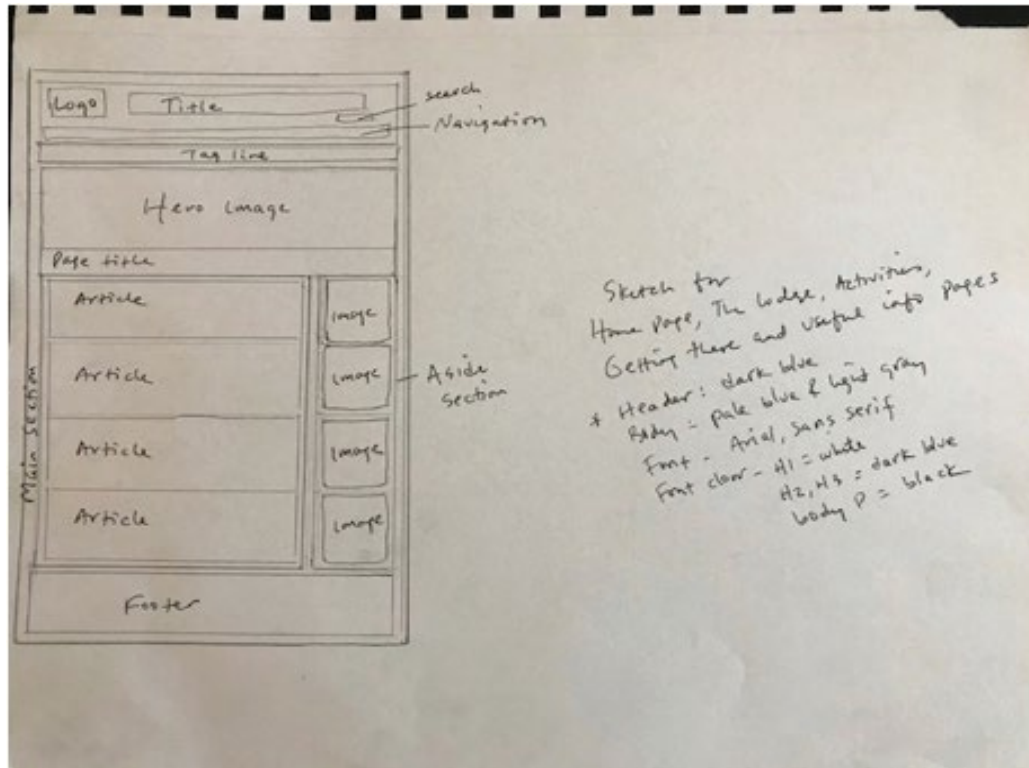 Logo
Title
search
Navigation
Tag line
Hero image
Page title
Article
image
Article
image
Aside
section
Article
image
Article
image
Main section
Footer
Sketch for
Home page, The Lodge, Activities,
Getting there and useful info pages
* Header: dark blue
Body = pale blue & light gray
Font - Arial, sans serif
Font color - H1 = white
H2, H3 = dark blue
body P = black